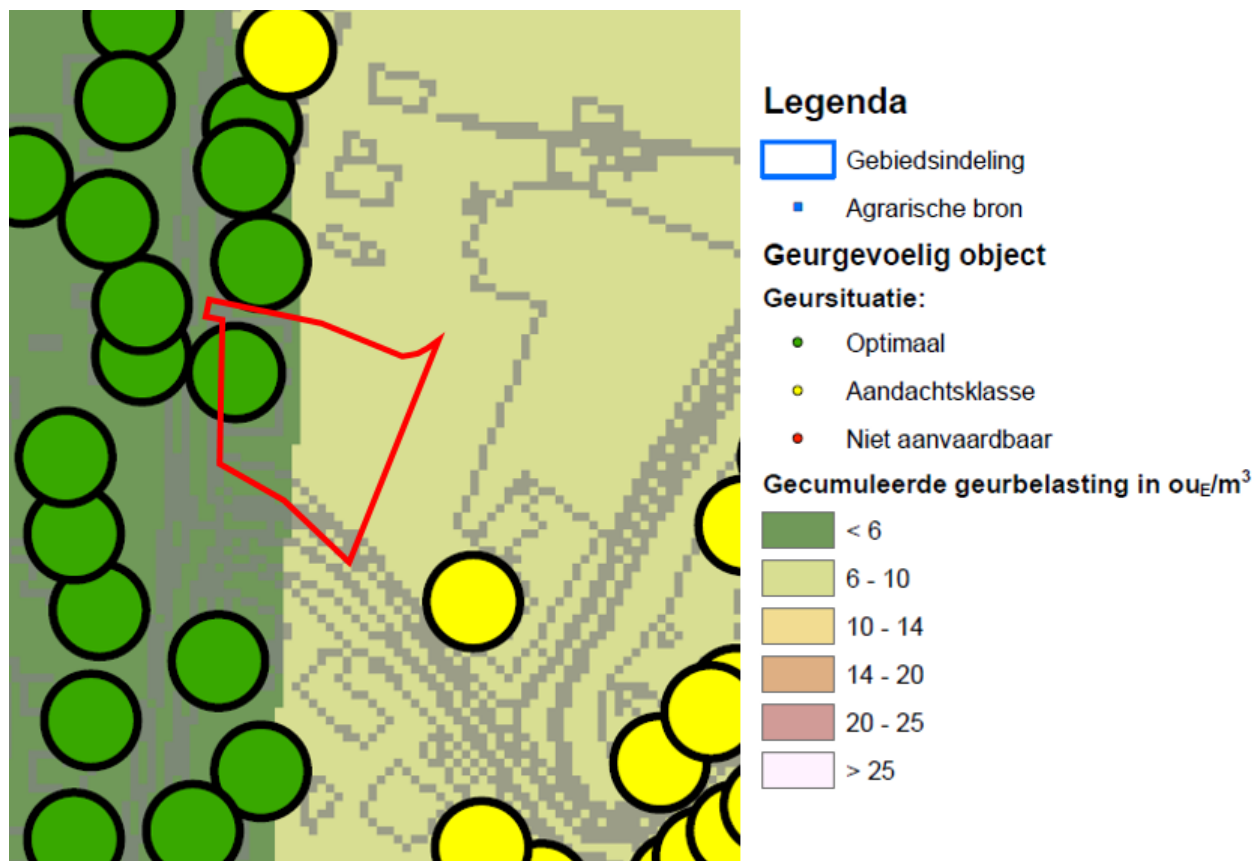 Legenda
Gebiedsindeling
Agrarische bron
Geurgevoelig object
Geursituatie:
Optimaal
Aandachtsklasse
Niet aanvaardbaar
Gecumuleerde geurbelasting in ouE/m³
< 6
6 - 10
10 - 14
14 - 20
20 - 25
> 25